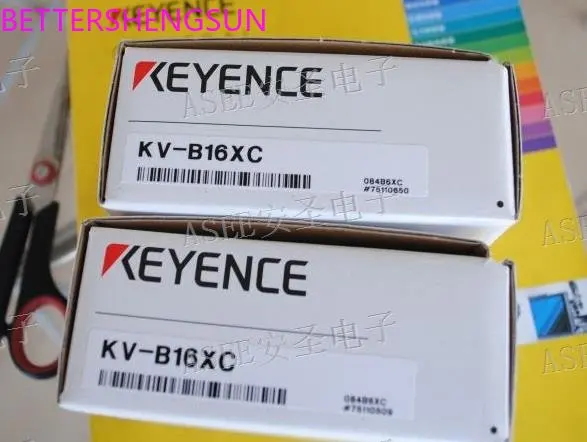 BETTERSHENGSUN
KEYENCE
KEYENCE
ASEE安圣电子
KV-B16XC
084B6XC
#75110650
ASEE安圣电子
KEYENCE
ASEE安圣电子
KV-B16XC
084B6XC
#75110509